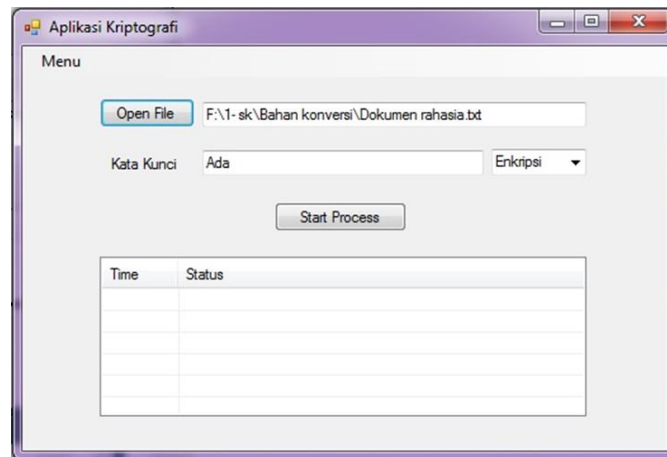 Aplikasi Kriptografi
Menu
Open File F:\1- sk\Bahan konversi\Dokumen rahasia.txt
Kata Kunci Ada Enkripsi
Start Process
Time Status